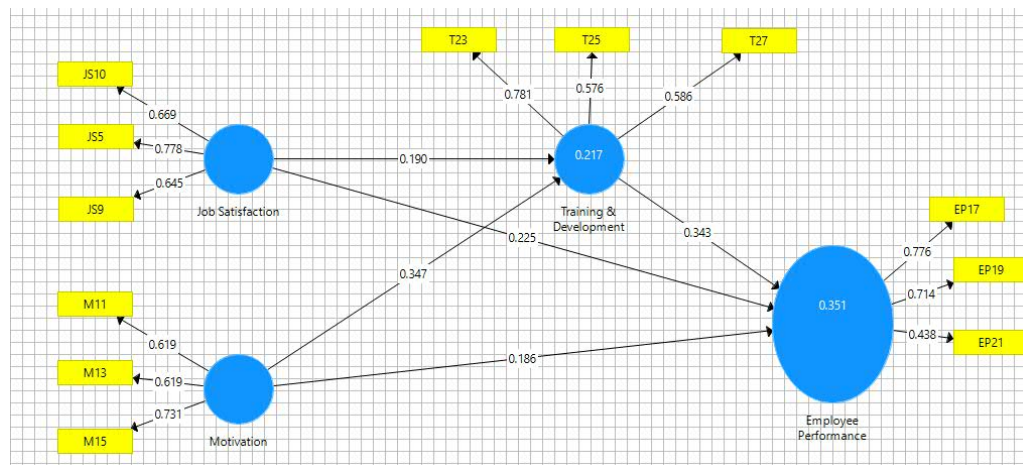 T23
T25
T27
JS10
0.781
0.576
0.586
0.669
JS5
0.778
0.190
0.217
0.645
JS9
Job Satisfaction
Training &
Development
EP17
0.225
0.343
0.776
0.347
EP19
0.714
M11
0.351
0.438
EP21
0.619
0.186
M13
0.619
0.731
M15
Motivation
Employee
Performance